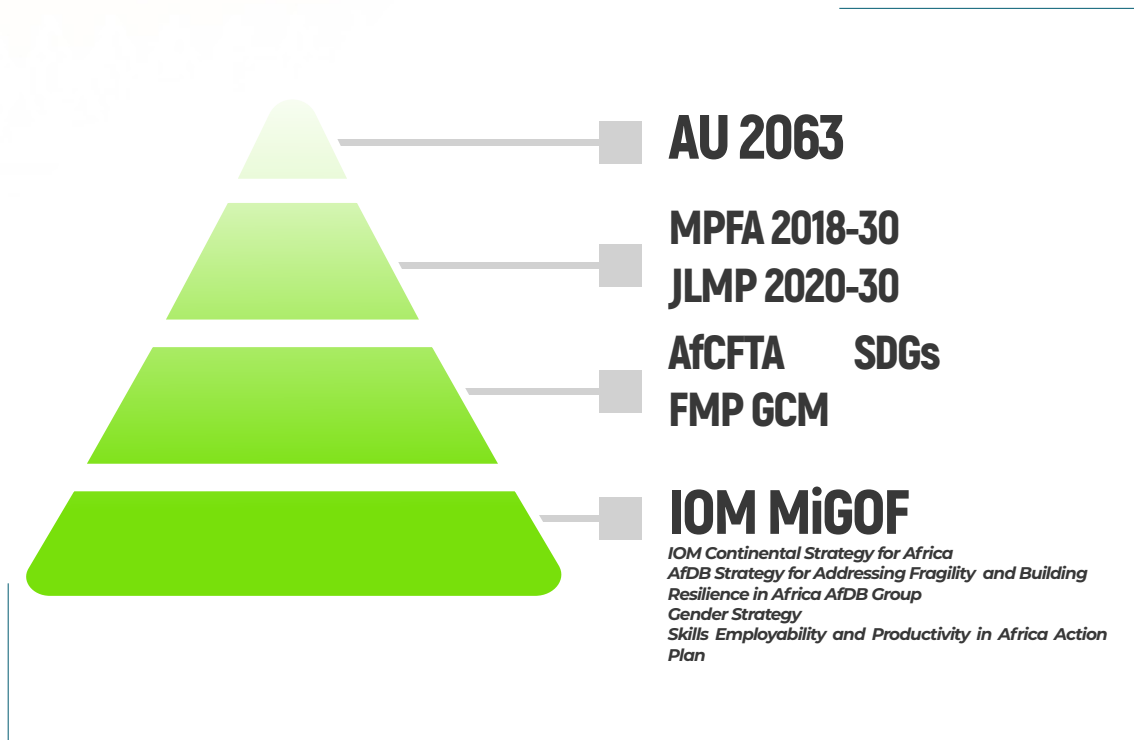 AU 2063
MPFA 2018-30
JLMP 2020-30
AfCFTA SDGs
FMP GCM
IOM MiGOF
IOM Continental Strategy for Africa
AfDB Strategy for Addressing Fragility and Building
Resilience in Africa AfDB Group
Gender Strategy
Skills Employability and Productivity in Africa Action
Plan